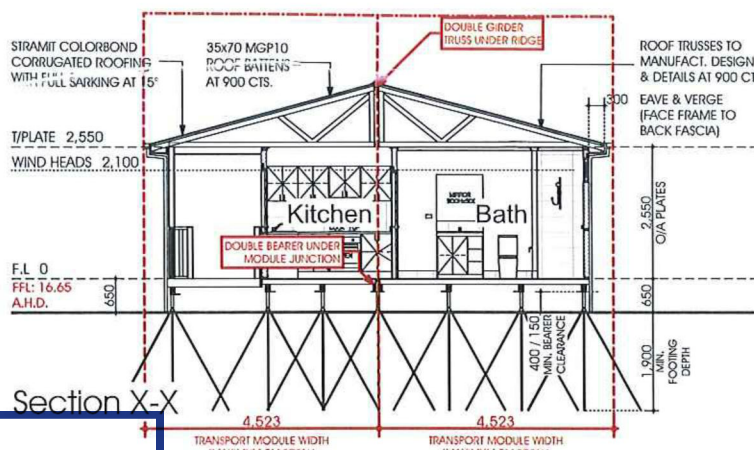 DOUBLE GIRDER
TRUSS UNDER RIDGE
STRAMIT COLORBOND
CORRUGATED ROOFING
WITH FULL SARKING AT 15°
35x70 MGP10
ROOF BATTENS
AT 900 CTS.
ROOF TRUSSES TO
MANUFACT. DESIGN
& DETAILS AT 900 CT
300
EAVE & VERGE
(FACE FRAME TO
BACK FASCIA)
T/PLATE 2,550
WIND HEADS 2,100
Kitchen
MIRROR
Bath
2,550
O/A PLATES
DOUBLE BEARER UNDER
MODULE JUNCTION
F.L 0
FFL: 16.65
A.H.D.
650
650
400 / 150
MIN. BEARER
CLEARANCE
1,900
MIN.
FOOTING
DEPTH
Section X-X
4,523
4,523
TRANSPORT MODULE WIDTH
TRANSPORT MODULE WIDTH